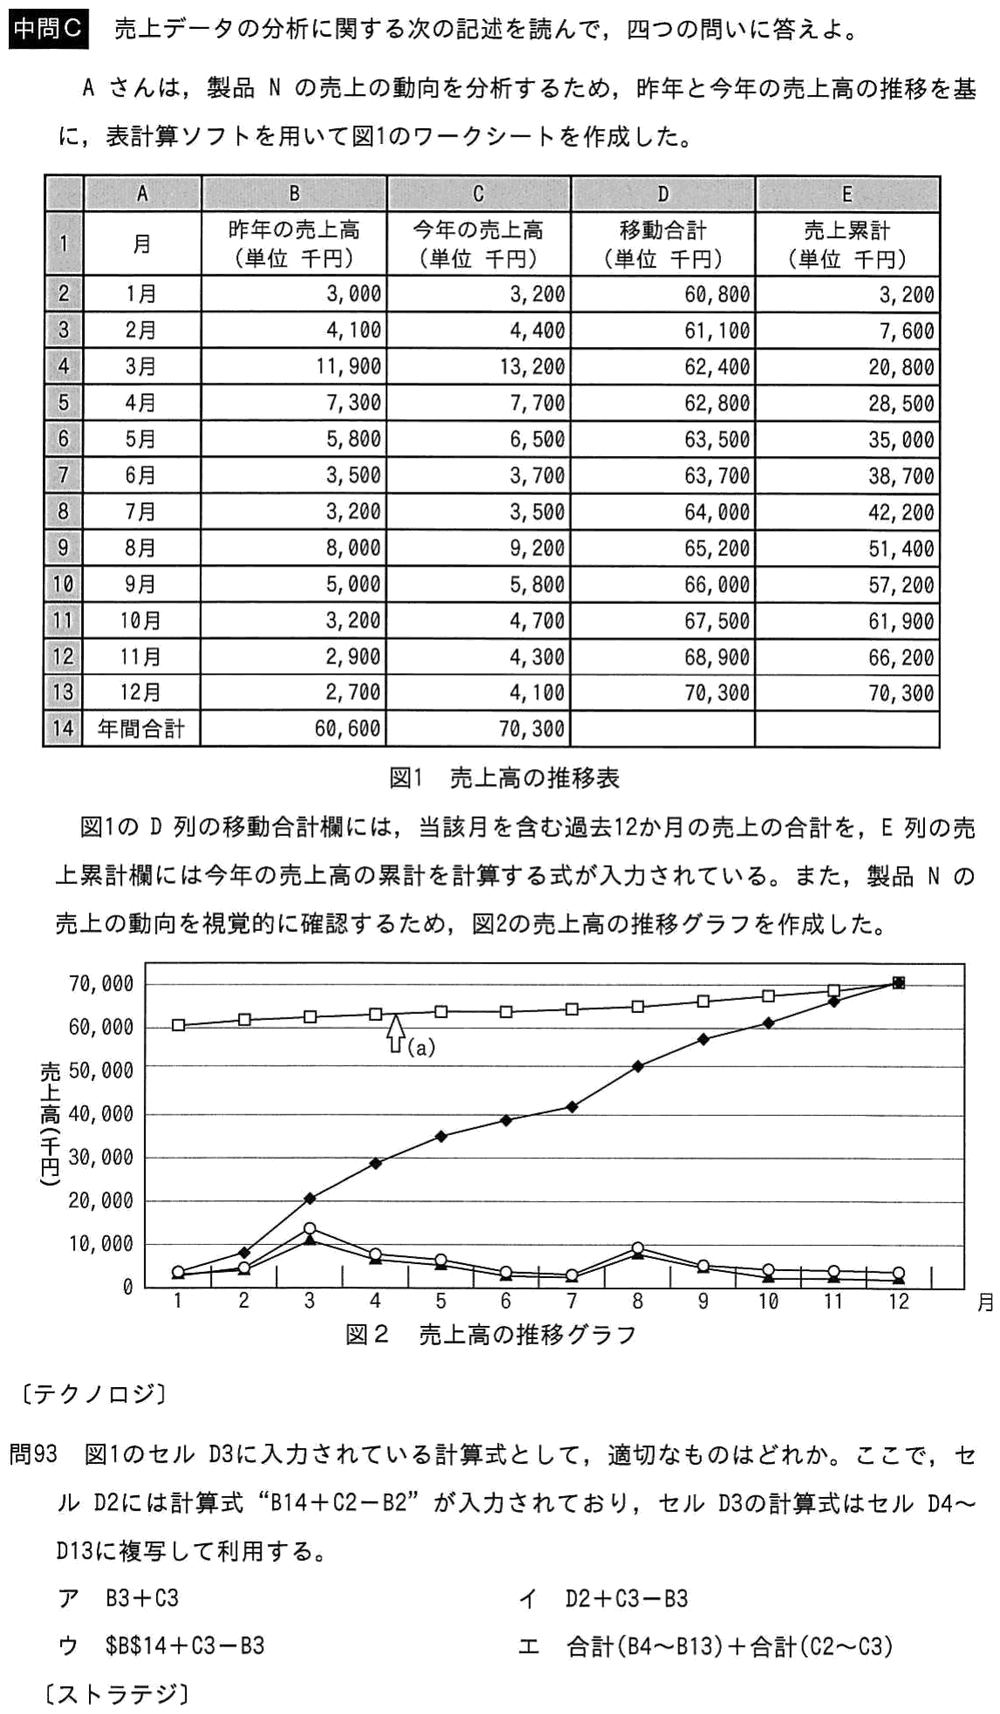 中問C 売上データの分析に関する次の記述を読んで，四つの問いに答えよ。
A さんは，製品 N の売上の動向を分析するため，昨年と今年の売上高の推移を基
に，表計算ソフトを用いて図1のワークシートを作成した。
A B C D E
1 月 昨年の売上高（単位 千円） 今年の売上高（単位 千円） 移動合計（単位 千円） 売上累計（単位 千円）
2 1月 3,000 3,200 60,800 3,200
3 2月 4,100 4,400 61,100 7,600
4 3月 11,900 13,200 62,400 20,800
5 4月 7,300 7,700 62,800 28,500
6 5月 5,800 6,500 63,500 35,000
7 6月 3,500 3,700 63,700 38,700
8 7月 3,200 3,500 64,000 42,200
9 8月 8,000 9,200 65,200 51,400
10 9月 5,000 5,800 66,000 57,200
11 10月 3,200 4,700 67,500 61,900
12 11月 2,900 4,300 68,900 66,200
13 12月 2,700 4,100 70,300 70,300
14 年間合計 60,600 70,300
図1 売上高の推移表
図1の D 列の移動合計欄には，当該月を含む過去12か月の売上の合計を，E 列の売
上累計欄には今年の売上高の累計を計算する式が入力されている。また，製品 N の
売上の動向を視覚的に確認するため，図2の売上高の推移グラフを作成した。
売上高（千円）
70,000
60,000
(a)
50,000
40,000
30,000
20,000
10,000
0
1 2 3 4 5 6 7 8 9 10 11 12 月
図２ 売上高の推移グラフ
〔テクノロジ〕
問93 図1のセル D3に入力されている計算式として，適切なものはどれか。ここで，セ
ル D2には計算式“B14＋C2－B2”が入力されており，セル D3の計算式はセル D4～
D13に複写して利用する。
ア B3＋C3 イ D2＋C3－B3
ウ $B$14＋C3－B3 エ 合計(B4～B13)＋合計(C2～C3)
〔ストラテジ〕